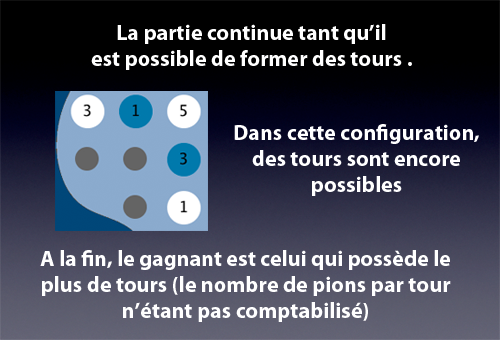 La partie continue tant qu'il
est possible de former des tours .
3 1 5
3
1
Dans cette configuration,
des tours sont encore
possibles
A la fin, le gagnant est celui qui possède le
plus de tours (le nombre de pions par tour
n'étant pas comptabilisé)